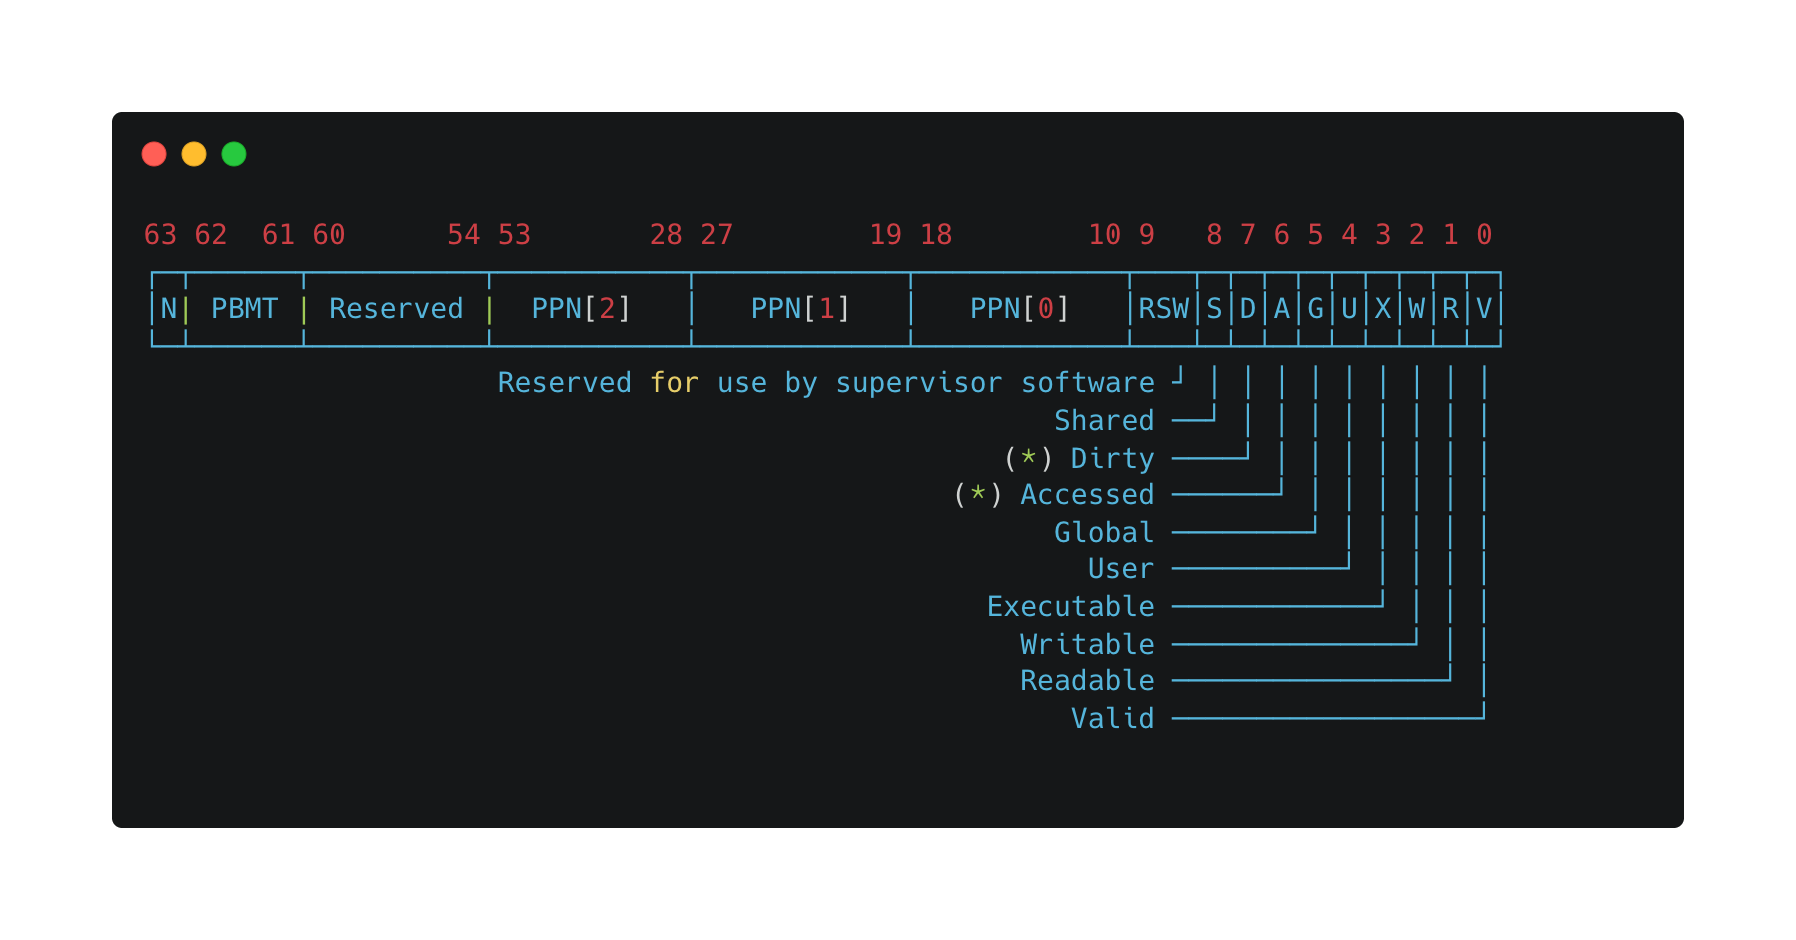 63 62 61 60 54 53 28 27 19 18 10 9 8 7 6 5 4 3 2 1 0
N PBMT Reserved PPN[2] PPN[1] PPN[0] RSW S D A G U X W R V
Reserved for use by supervisor software
Shared
(*) Dirty
(*) Accessed
Global
User
Executable
Writable
Readable
Valid